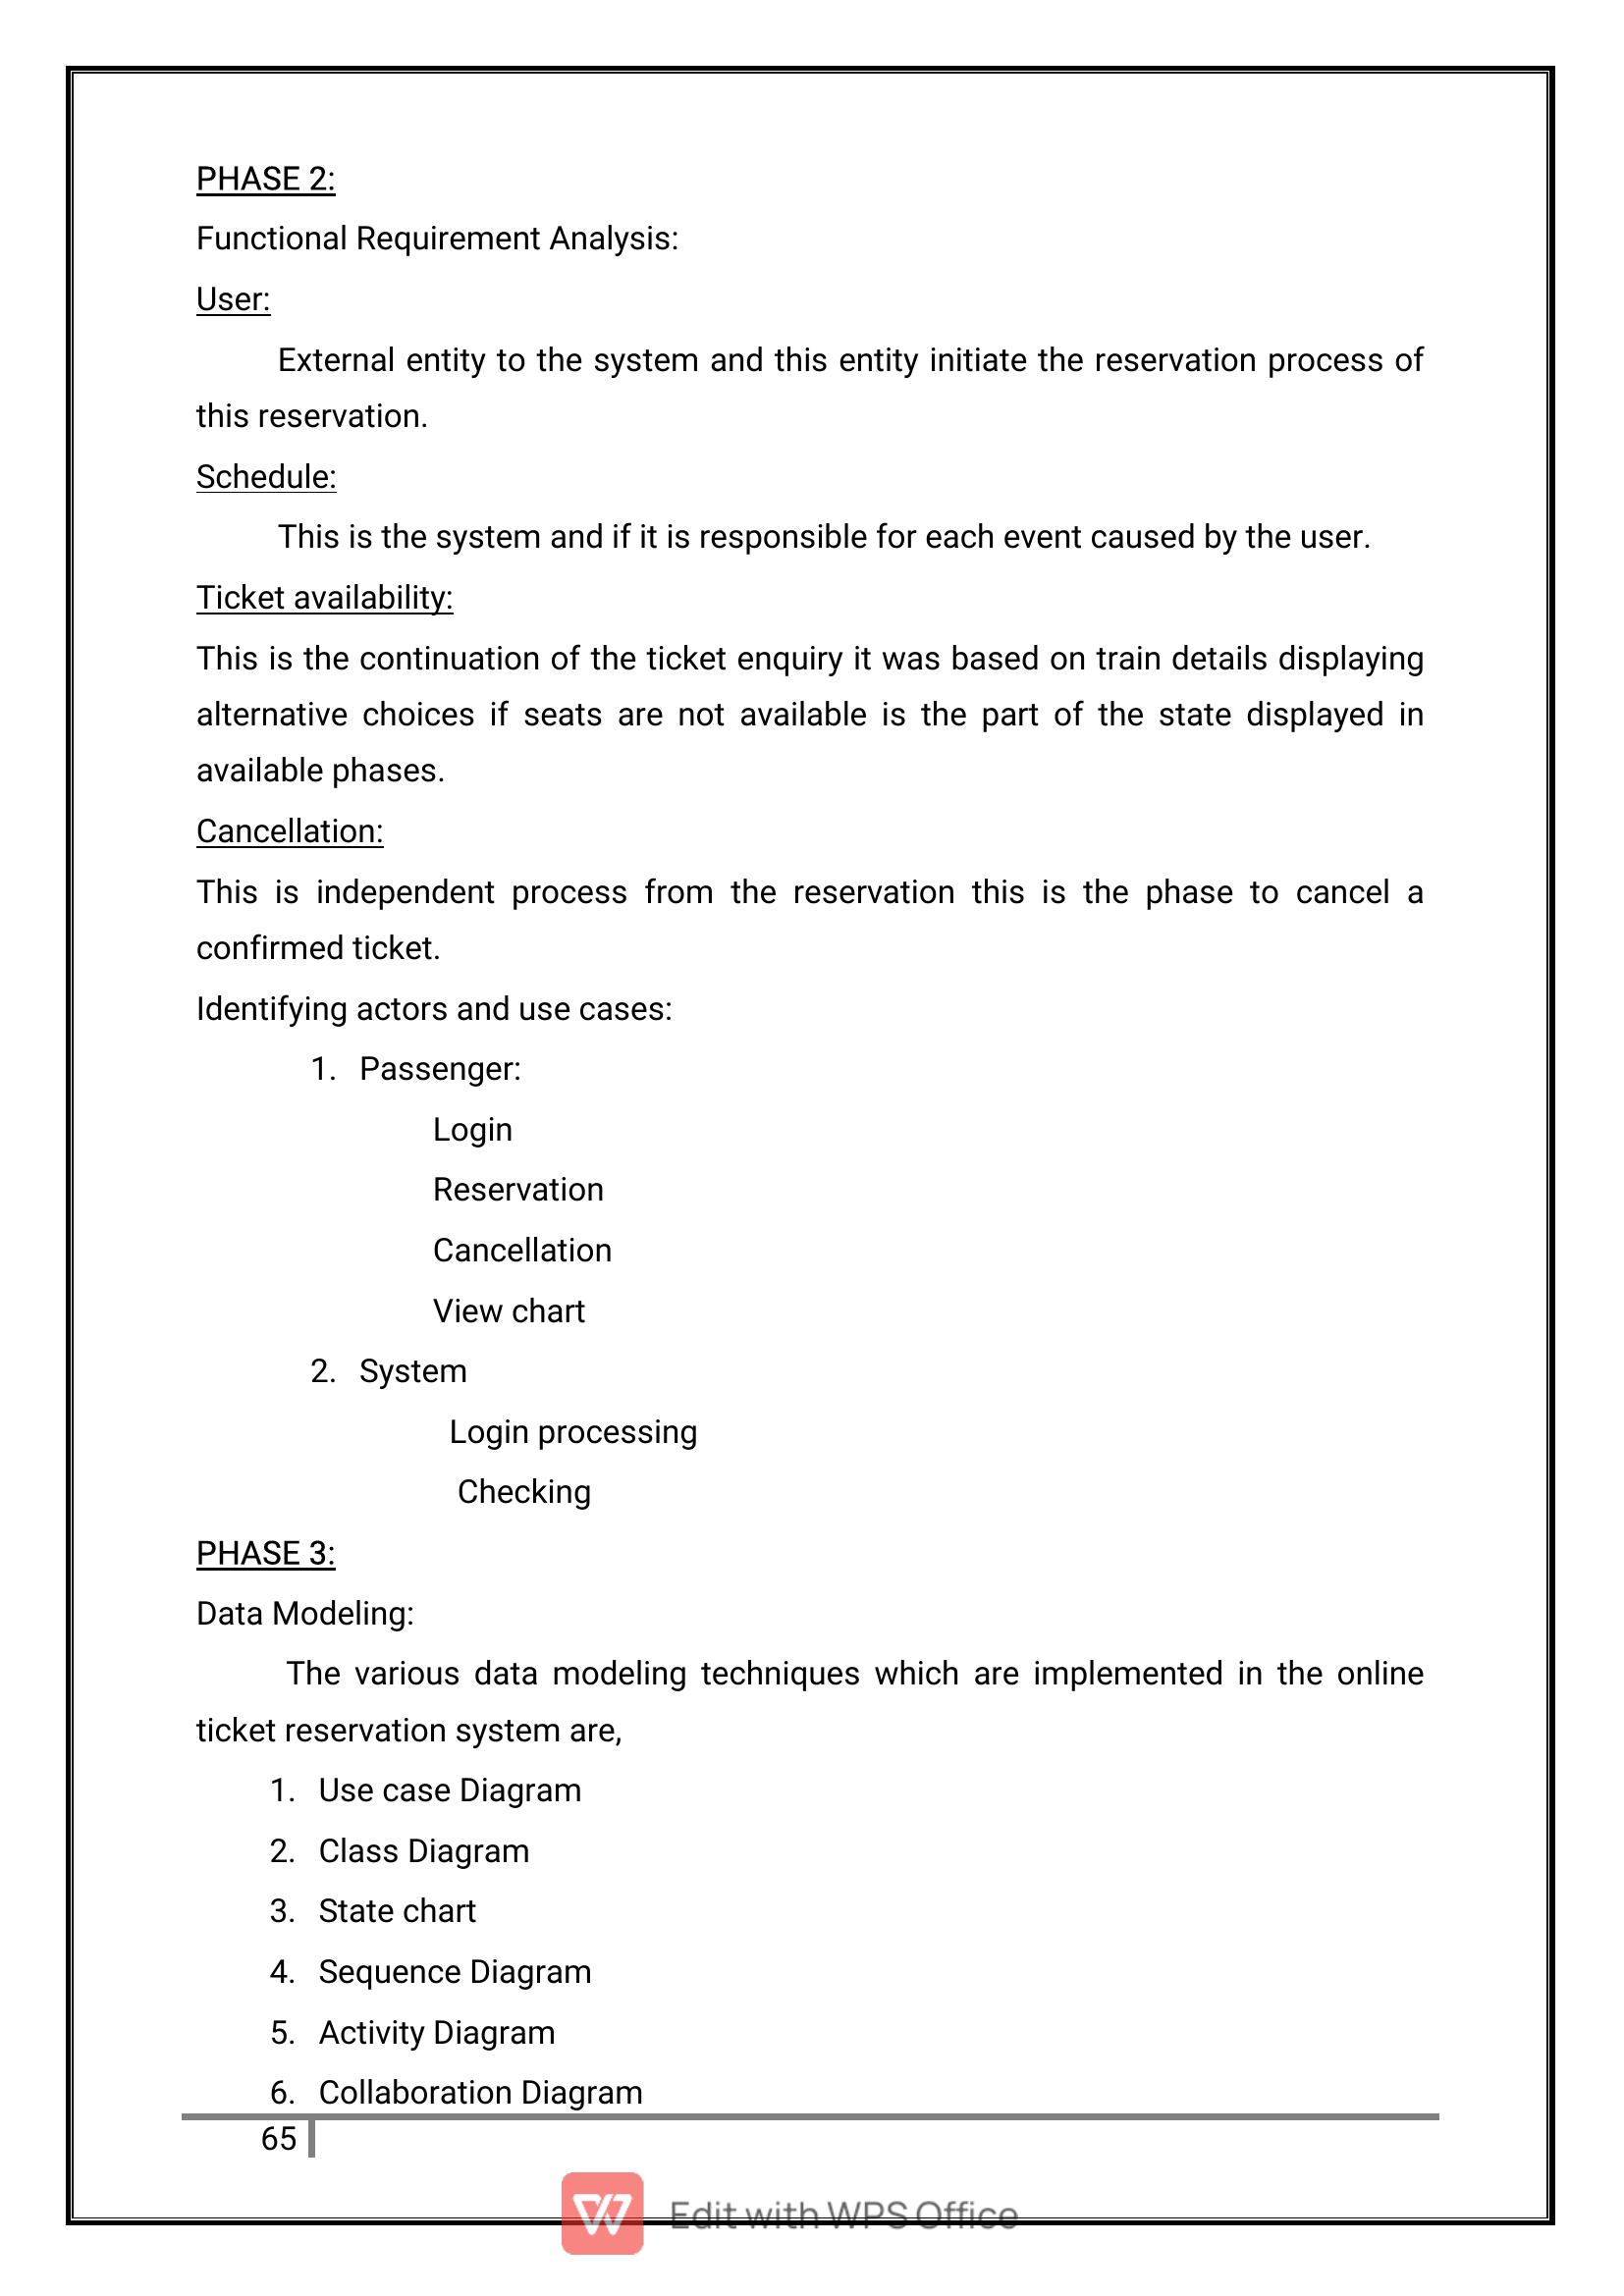 PHASE 2:
Functional Requirement Analysis:
User:
External entity to the system and this entity initiate the reservation process of
this reservation.
Schedule:
This is the system and if it is responsible for each event caused by the user.
Ticket availability:
This is the continuation of the ticket enquiry it was based on train details displaying
alternative choices if seats are not available is the part of the state displayed in
available phases.
Cancellation:
This is independent process from the reservation this is the phase to cancel a
confirmed ticket.
Identifying actors and use cases:
1. Passenger:
Login
Reservation
Cancellation
View chart
2. System
Login processing
Checking
PHASE 3:
Data Modeling:
The various data modeling techniques which are implemented in the online
ticket reservation system are,
1. Use case Diagram
2. Class Diagram
3. State chart
4. Sequence Diagram
5. Activity Diagram
6. Collaboration Diagram
65
Edit with WPS Office